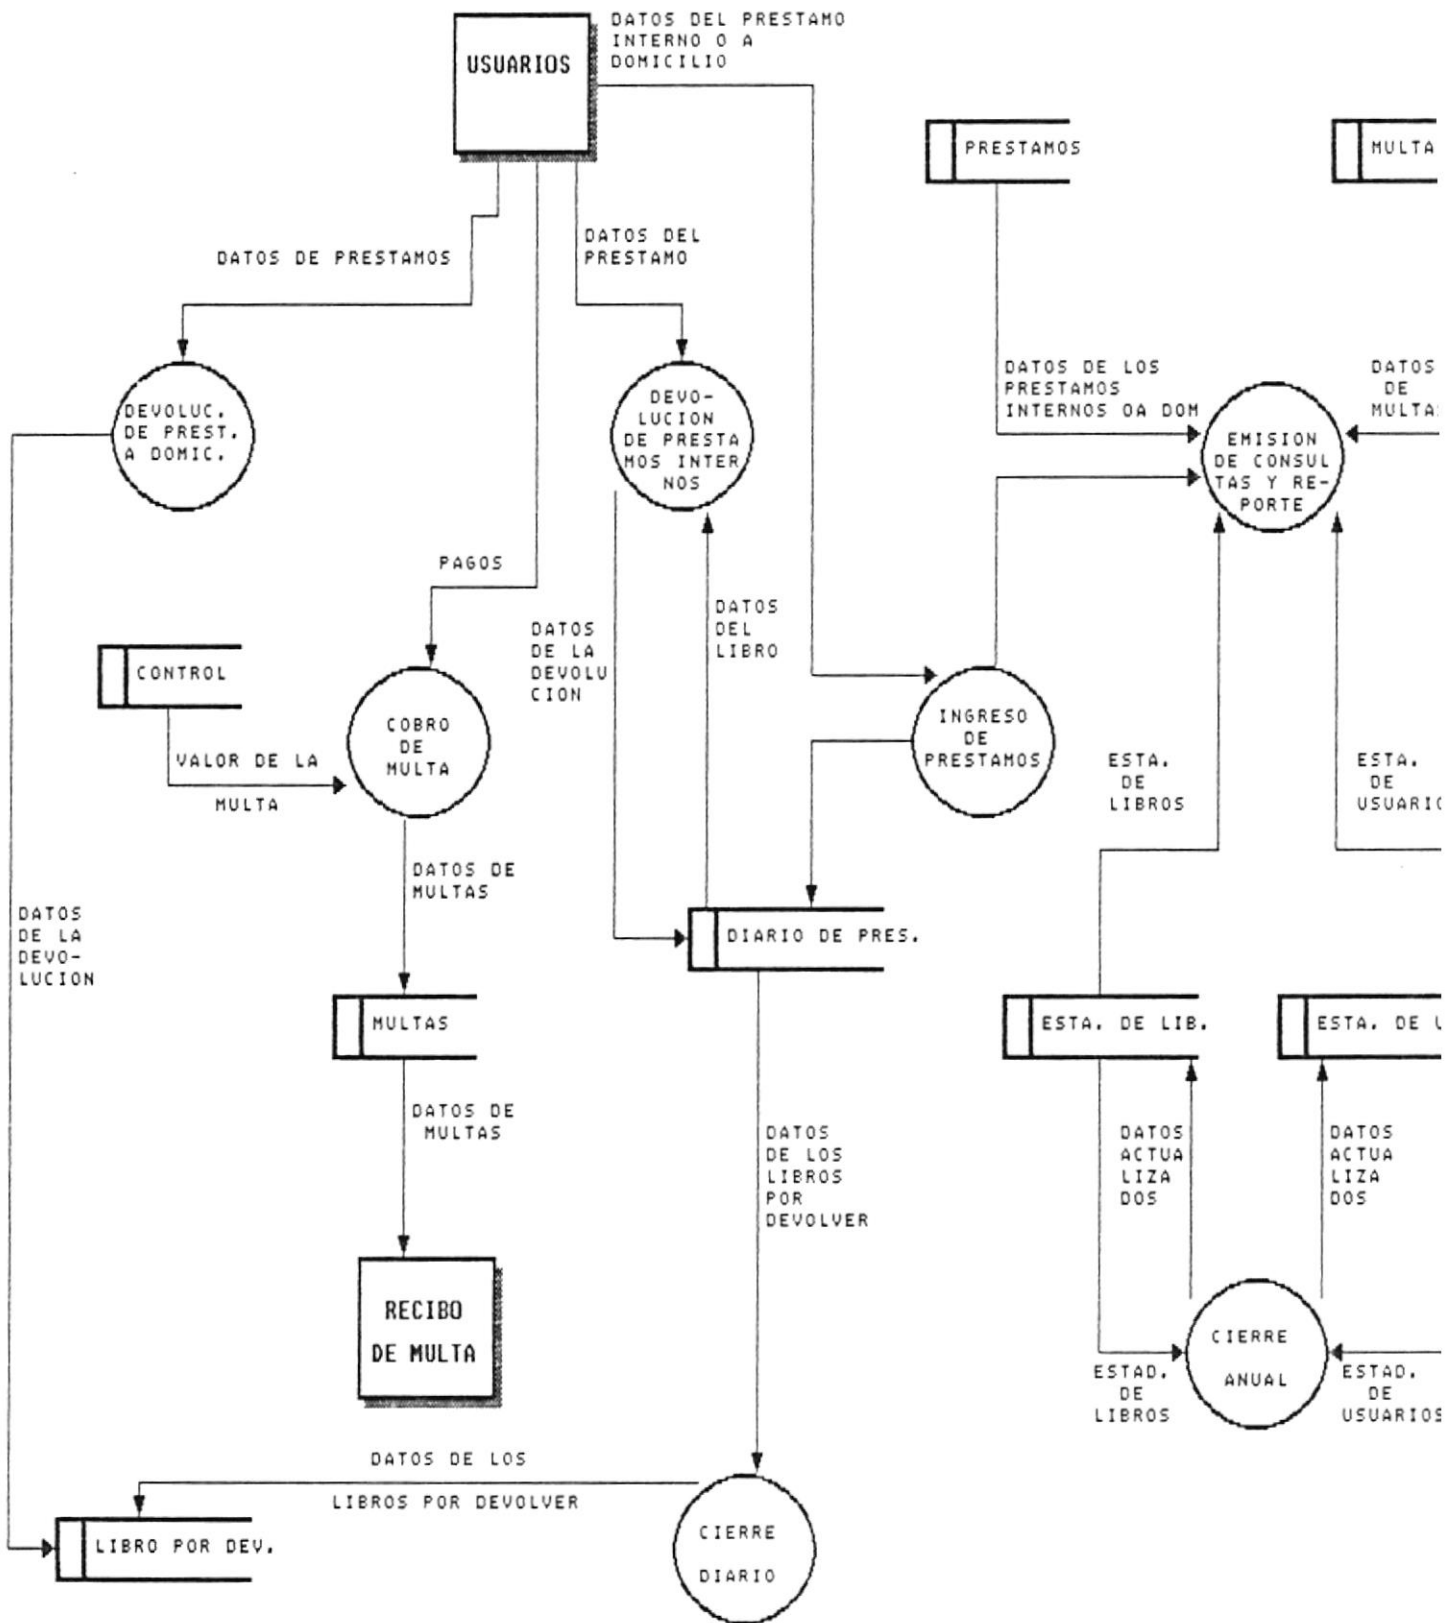 DATOS DEL PRESTAMO
INTERNO O A
DOMICILIO
USUARIOS
PRESTAMOS
MULTA
DATOS DE PRESTAMOS
DATOS DEL
PRESTAMO
DEVOLUC.
DE PREST.
A DOMIC.
DEVO-
LUCION
DE PRESTA
MOS INTER
NOS
DATOS DE LOS
PRESTAMOS
INTERNOS OA DOM
DATOS
DE
MULTAS
EMISION
DE CONSUL
TAS Y RE-
PORTE
PAGOS
DATOS
DE LA
DEVOLU
CION
DATOS
DEL
LIBRO
CONTROL
VALOR DE LA
MULTA
COBRO
DE
MULTA
INGRESO
DE
PRESTAMOS
ESTA.
DE
LIBROS
ESTA.
DE
USUARIO
DATOS DE
MULTAS
DATOS
DE LA
DEVO-
LUCION
DIARIO DE PRES.
MULTAS
ESTA. DE LIB.
ESTA. DE U
DATOS DE
MULTAS
DATOS
DE LOS
LIBROS
POR
DEVOLVER
DATOS
ACTUA
LIZA
DOS
DATOS
ACTUA
LIZA
DOS
RECIBO
DE MULTA
CIERRE
ANUAL
ESTAD.
DE
LIBROS
ESTAD.
DE
USUARIOS
DATOS DE LOS
LIBROS POR DEVOLVER
LIBRO POR DEV.
CIERRE
DIARIO